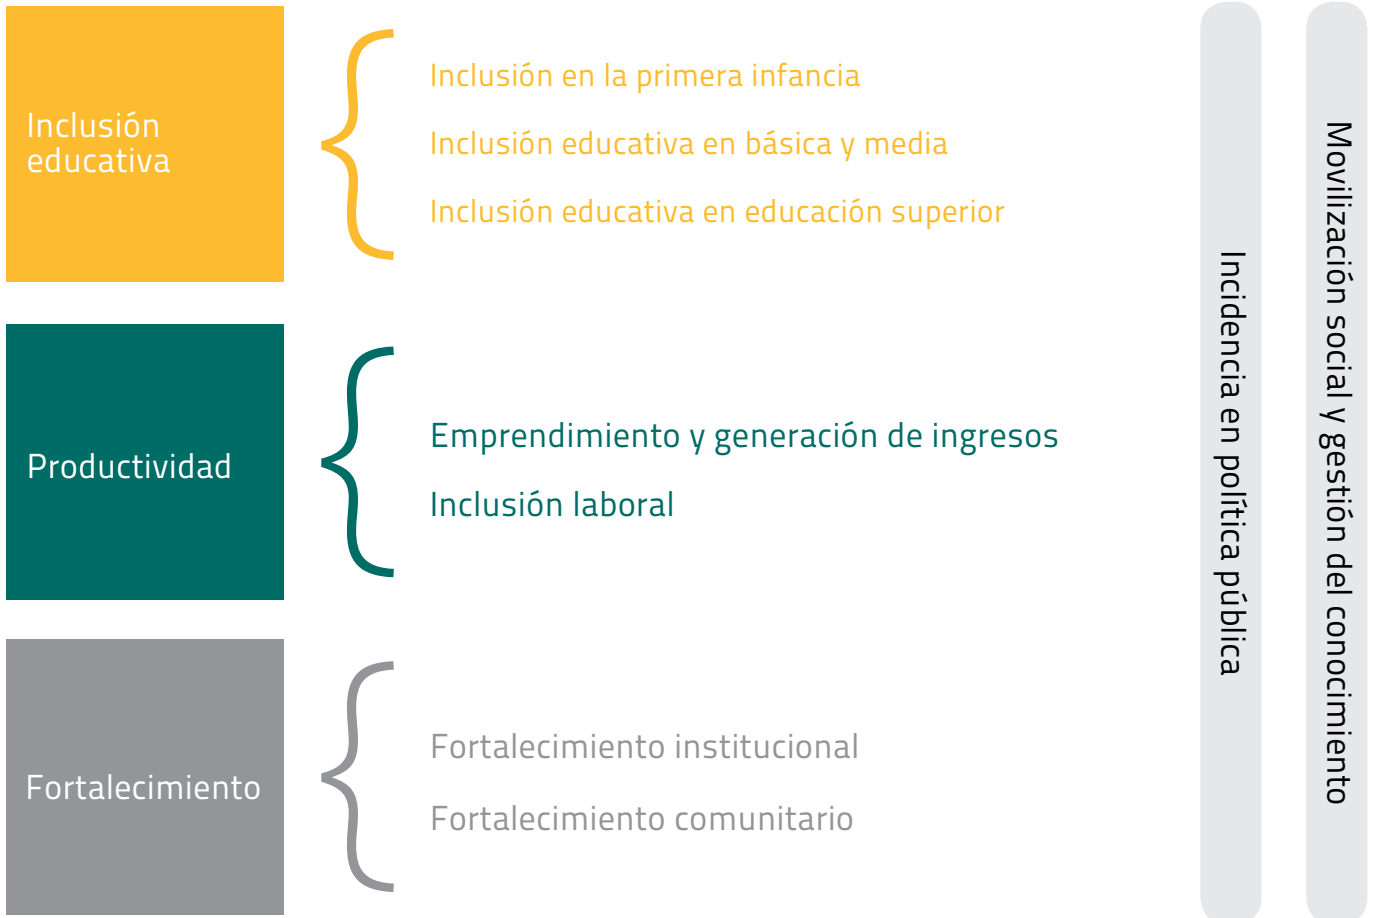 Inclusión
educativa
Inclusión en la primera infancia
Inclusión educativa en básica y media
Inclusión educativa en educación superior
Productividad
Emprendimiento y generación de ingresos
Inclusión laboral
Fortalecimiento
Fortalecimiento institucional
Fortalecimiento comunitario
Incidencia en política pública
Movilización social y gestión del conocimiento